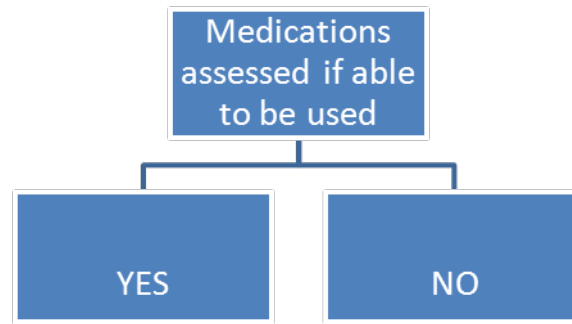 Medications
assessed if able
to be used
YES
NO